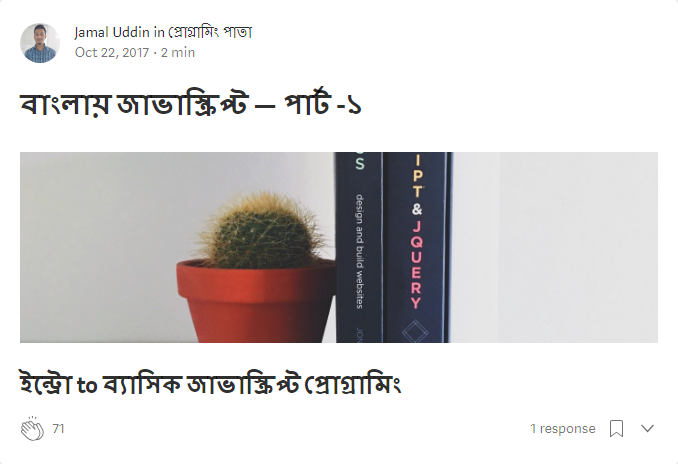 Jamal Uddin in প্রোগ্রামিং পাতা
Oct 22, 2017 · 2 min
বাংলায় জাভাস্ক্রিপ্ট — পার্ট -১
S
design and build websites
IPT & JQUERY
ইন্ট্রো to ব্যাসিক জাভাস্ক্রিপ্ট প্রোগ্রামিং
71
1 response